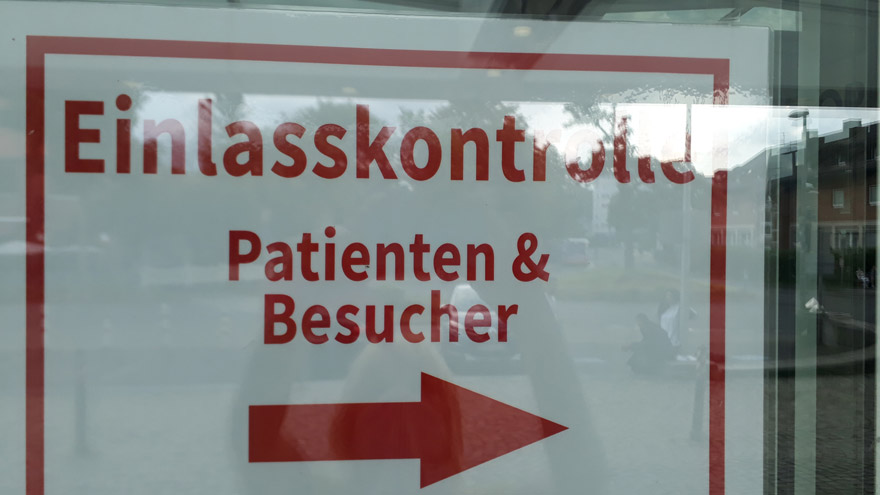 Einlasskontrolle
Patienten &
Besucher